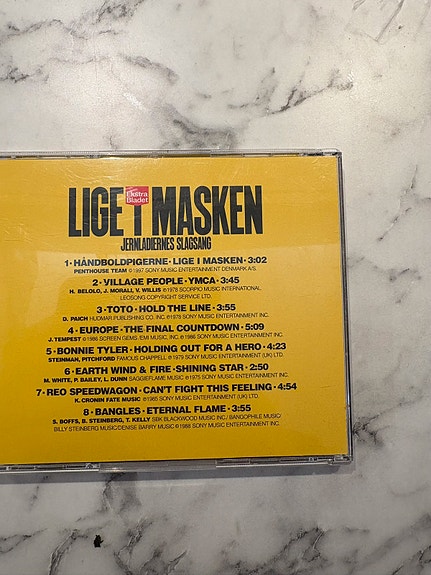 LIGE I MASKEN
Ekstra
Bladet
JERNLADIERNES SLAGSANG
1 · HÅNDBOLDPIGERNE · LIGE I MASKEN · 3:02
PENTHOUSE TEAM ℗1997 SONY MUSIC ENTERTAINMENT DENMARK A/S
2 · VILLAGE PEOPLE · YMCA · 3:45
H. BELOLO, J. MORALI, V. WILLIS ℗1978 SCORPIO MUSIC INTERNATIONAL
LEOSONG COPYRIGHT SERVICE LTD.
3 · TOTO · HOLD THE LINE · 3:55
D. PAICH HUDMAR PUBLISHING CO. INC. ℗1978 SONY MUSIC ENTERTAINMENT INC.
4 · EUROPE · THE FINAL COUNTDOWN · 5:09
J. TEMPEST ℗1986 SCREEN GEMS, EMI MUSIC INC. ℗1986 SONY MUSIC ENTERTAINMENT INC.
5 · BONNIE TYLER · HOLDING OUT FOR A HERO · 4:23
STEINMAN, PITCHFORD FAMOUS CHAPPELL ℗1979 SONY MUSIC ENTERTAINMENT (UK) LTD.
6 · EARTH WIND & FIRE · SHINING STAR · 2:50
M. WHITE, P. BAILEY, L. DUNN SAGGIEFLAME MUSIC ℗1975 SONY MUSIC ENTERTAINMENT INC.
7 · REO SPEEDWAGON · CAN'T FIGHT THIS FEELING · 4:54
K. CRONIN FATE MUSIC ℗1985 SONY MUSIC ENTERTAINMENT (UK) LTD.
8 · BANGLES · ETERNAL FLAME · 3:55
S. BOFFS, B. STEINBERG, T. KELLY SBK BLACKWOOD MUSIC INC./ BANGOPHILE MUSIC/
BILLY STEINBERG MUSIC/DENISE BARRY MUSIC ℗1988 SONY MUSIC ENTERTAINMENT INC.